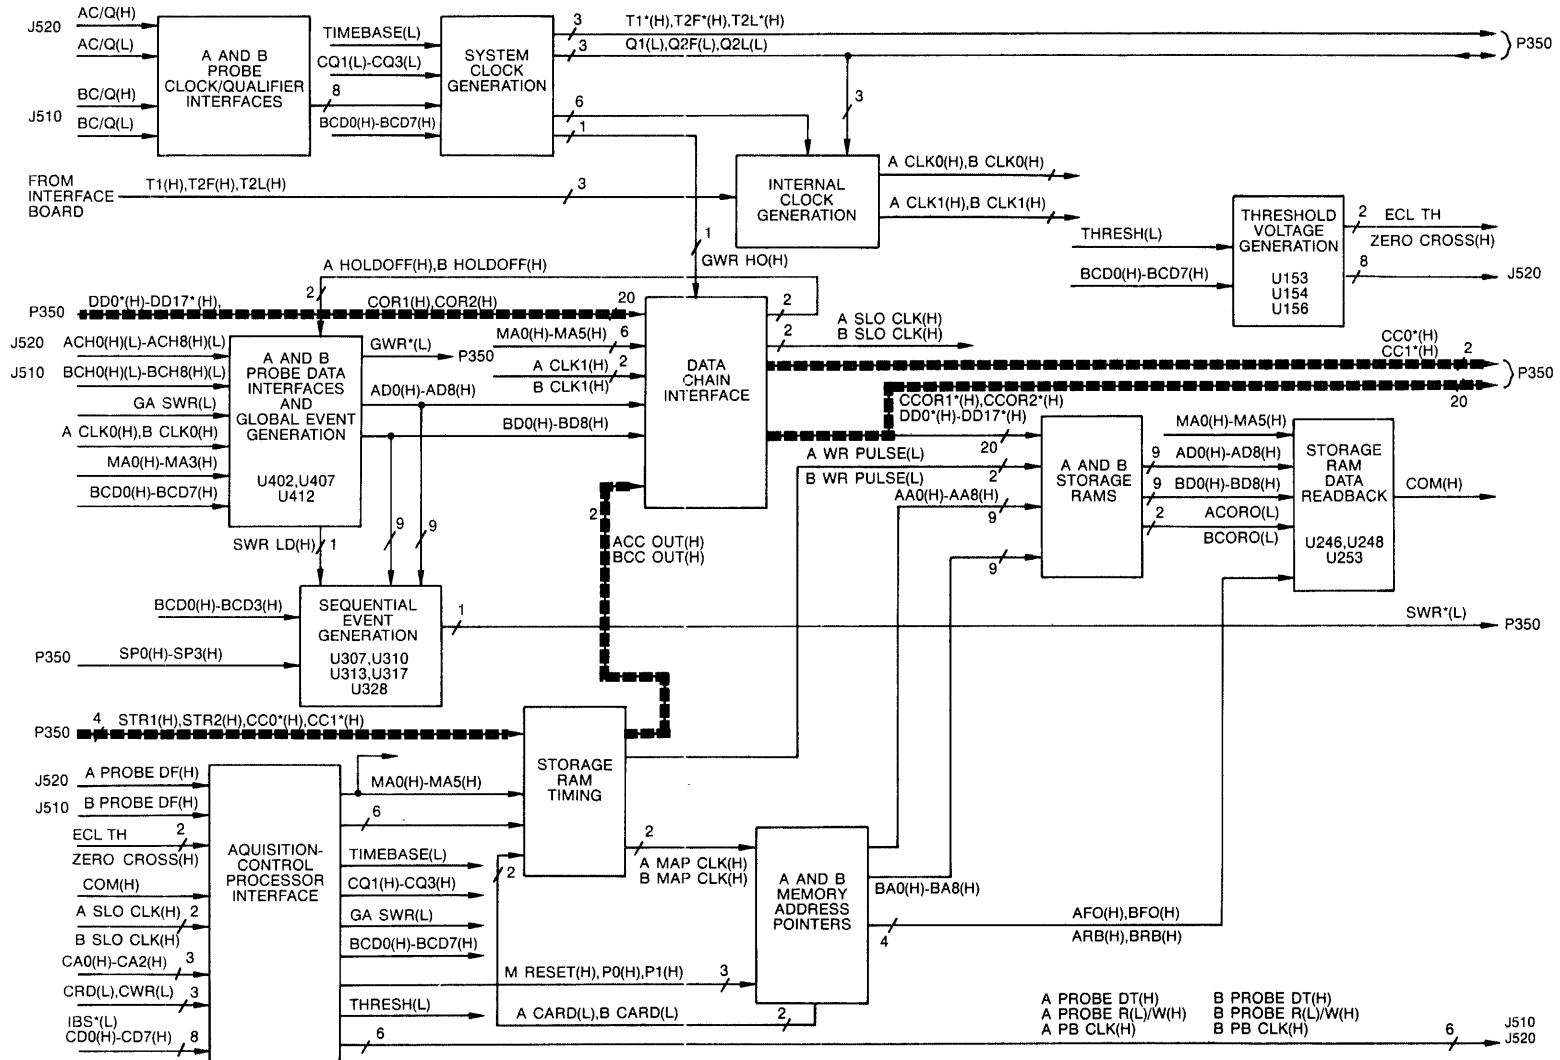 J520
AC/Q(H)
AC/Q(L)
BC/Q(H)
J510
BC/Q(L)
A AND B
PROBE
CLOCK/QUALIFIER
INTERFACES
8
TIMEBASE(L)
CQ1(L)-CQ3(L)
BCD0(H)-BCD7(H)
SYSTEM
CLOCK
GENERATION
3
T1*(H),T2F*(H),T2L*(H)
3
Q1(L),Q2F(L),Q2L(L)
P350
6
1
3
FROM
INTERFACE
BOARD
T1(H),T2F(H),T2L(H)
3
INTERNAL
CLOCK
GENERATION
A CLK0(H),B CLK0(H)
A CLK1(H),B CLK1(H)
1
GWR HO(H)
THRESH(L)
BCD0(H)-BCD7(H)
THRESHOLD
VOLTAGE
GENERATION
U153
U154
U156
2
ECL TH
ZERO CROSS(H)
8
J520
A HOLDOFF(H),B HOLDOFF(H)
2
P350
DD0*(H)-DD17*(H),
COR1(H),COR2(H)
20
J520
ACH0(H)(L)-ACH8(H)(L)
J510
BCH0(H)(L)-BCH8(H)(L)
GA SWR(L)
A CLK0(H),B CLK0(H)
MA0(H)-MA3(H)
BCD0(H)-BCD7(H)
A AND B
PROBE DATA
INTERFACES
AND
GLOBAL EVENT
GENERATION
U402,U407
U412
GWR*(L)
P350
AD0(H)-AD8(H)
BD0(H)-BD8(H)
MA0(H)-MA5(H)
6
A CLK1(H)
2
B CLK1(H)
DATA
CHAIN
INTERFACE
2
2
A SLO CLK(H)
B SLO CLK(H)
CC0*(H)
CC1*(H)
2
P350
20
CCOR1*(H),CCOR2*(H)
DD0*(H)-DD17*(H)
20
A WR PULSE(L)
B WR PULSE(L)
2
AA0(H)-AA8(H)
9
9
A AND B
STORAGE
RAMS
9
AD0(H)-AD8(H)
9
BD0(H)-BD8(H)
2
ACORO(L)
BCORO(L)
MA0(H)-MA5(H)
STORAGE
RAM
DATA
READBACK
U246,U248
U253
COM(H)
SWR LD(H)
1
9
9
2
ACC OUT(H)
BCC OUT(H)
BCD0(H)-BCD3(H)
P350
SP0(H)-SP3(H)
SEQUENTIAL
EVENT
GENERATION
U307,U310
U313,U317
U328
1
SWR*(L)
P350
P350
4
STR1(H),STR2(H),CC0*(H),CC1*(H)
STORAGE
RAM
TIMING
MA0(H)-MA5(H)
6
2
2
A MAP CLK(H)
B MAP CLK(H)
J520
A PROBE DF(H)
J510
B PROBE DF(H)
ECL TH
2
ZERO CROSS(H)
COM(H)
A SLO CLK(H)
2
B SLO CLK(H)
CA0(H)-CA2(H)
3
CRD(L),CWR(L)
3
IBS*(L)
CD0(H)-CD7(H)
8
AQUISITION-
CONTROL
PROCESSOR
INTERFACE
TIMEBASE(L)
CQ1(H)-CQ3(H)
GA SWR(L)
BCD0(H)-BCD7(H)
M RESET(H),P0(H),P1(H)
3
THRESH(L)
A CARD(L),B CARD(L)
2
6
A AND B
MEMORY
ADDRESS
POINTERS
BA0(H)-BA8(H)
4
AFO(H),BFO(H)
ARB(H),BRB(H)
A PROBE DT(H)
B PROBE DT(H)
A PROBE R(L)/W(H)
B PROBE R(L)/W(H)
A PB CLK(H)
B PB CLK(H)
6
J510
J520